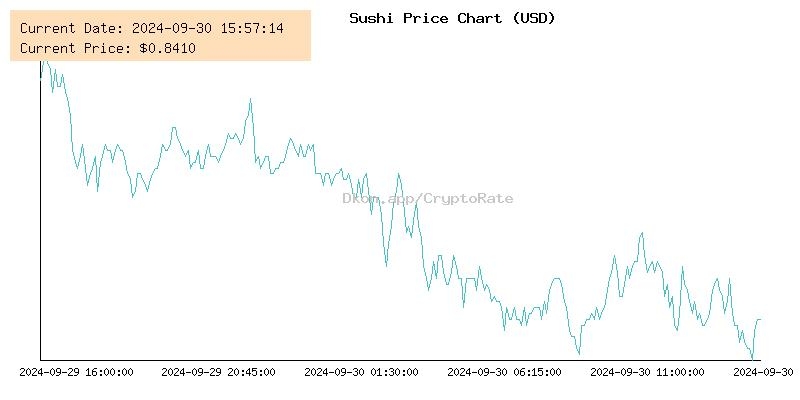 Sushi Price Chart (USD)
Current Date: 2024-09-30 15:57:14
Current Price: $0.8410
Dkon.app/CryptoRate
2024-09-29 16:00:00 2024-09-29 20:45:00 2024-09-30 01:30:00 2024-09-30 06:15:00 2024-09-30 11:00:00 2024-09-30